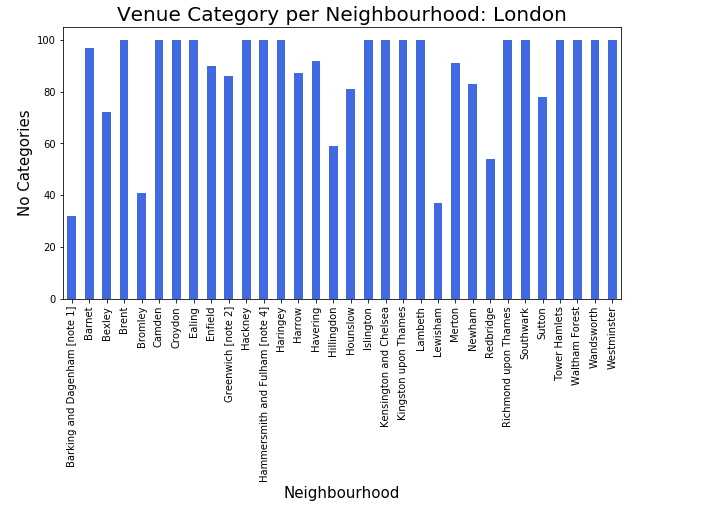 Venue Category per Neighbourhood: London
No Categories
100
80
60
40
20
0
Barking and Dagenham [note 1]
Barnet
Bexley
Brent
Bromley
Camden
Croydon
Ealing
Enfield
Greenwich [note 2]
Hackney
Hammersmith and Fulham [note 4]
Haringey
Harrow
Havering
Hillingdon
Hounslow
Islington
Kensington and Chelsea
Kingston upon Thames
Lambeth
Lewisham
Merton
Newham
Redbridge
Richmond upon Thames
Southwark
Sutton
Tower Hamlets
Waltham Forest
Wandsworth
Westminster
Neighbourhood